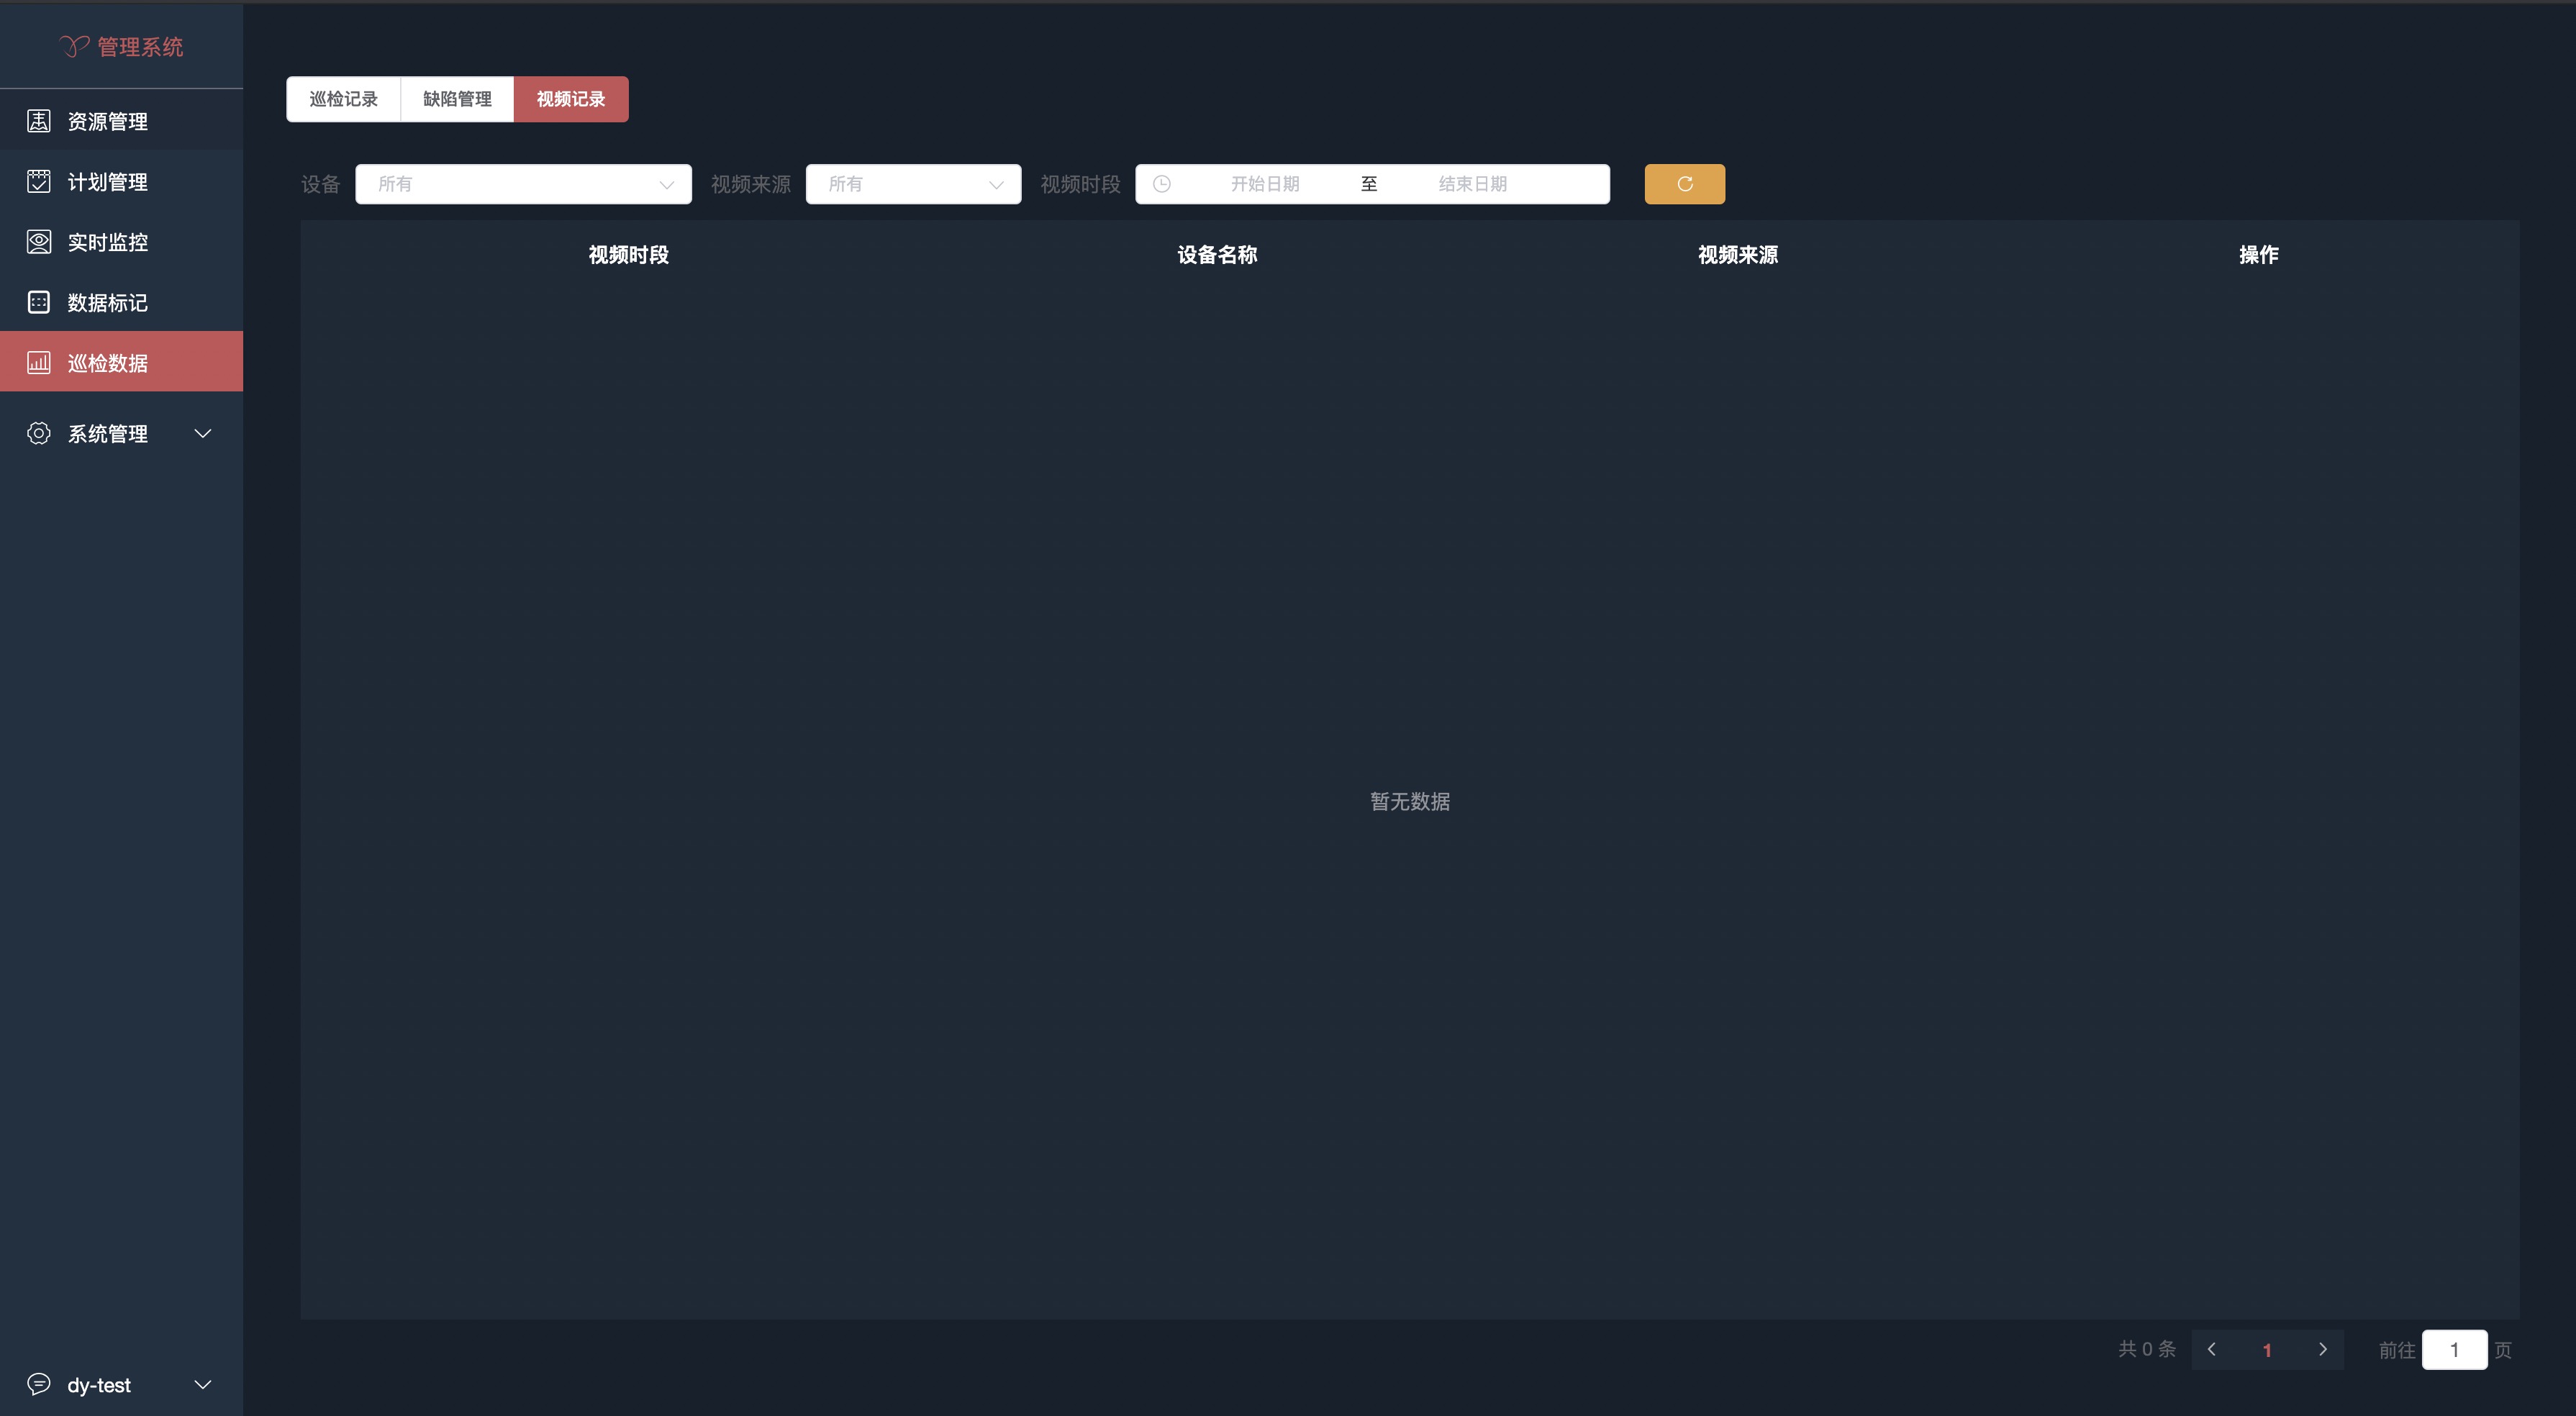 管理系统
资源管理
计划管理
实时监控
数据标记
巡检数据
系统管理
dy-test
巡检记录 缺陷管理 视频记录
设备 所有 视频来源 所有 视频时段 开始日期 至 结束日期
视频时段 设备名称 视频来源 操作
暂无数据
共 0 条 1 前往 1 页